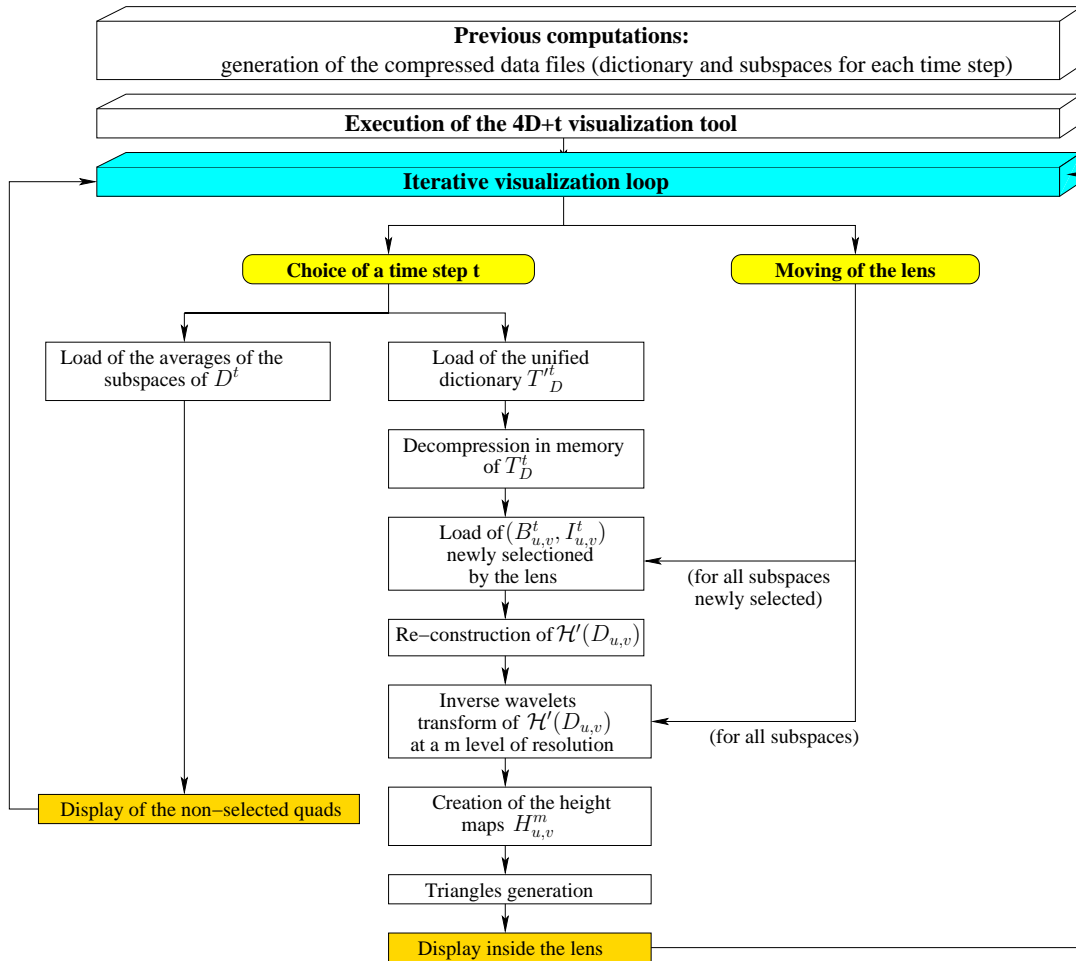 Previous computations:
generation of the compressed data files (dictionary and subspaces for each time step)
Execution of the 4D+t visualization tool
Iterative visualization loop
Choice of a time step t
Moving of the lens
Load of the averages of the
subspaces of $D^t$
Load of the unified
dictionary $T'^t_D$
Decompression in memory
of $T^t_D$
Load of $(B^t_{u,v}, I^t_{u,v})$
newly selectioned
by the lens
(for all subspaces
newly selected)
Re−construction of $\mathcal{H}'(D_{u,v})$
Inverse wavelets
transform of $\mathcal{H}'(D_{u,v})$
at a m level of resolution
(for all subspaces)
Display of the non−selected quads
Creation of the height
maps $H^m_{u,v}$
Triangles generation
Display inside the lens